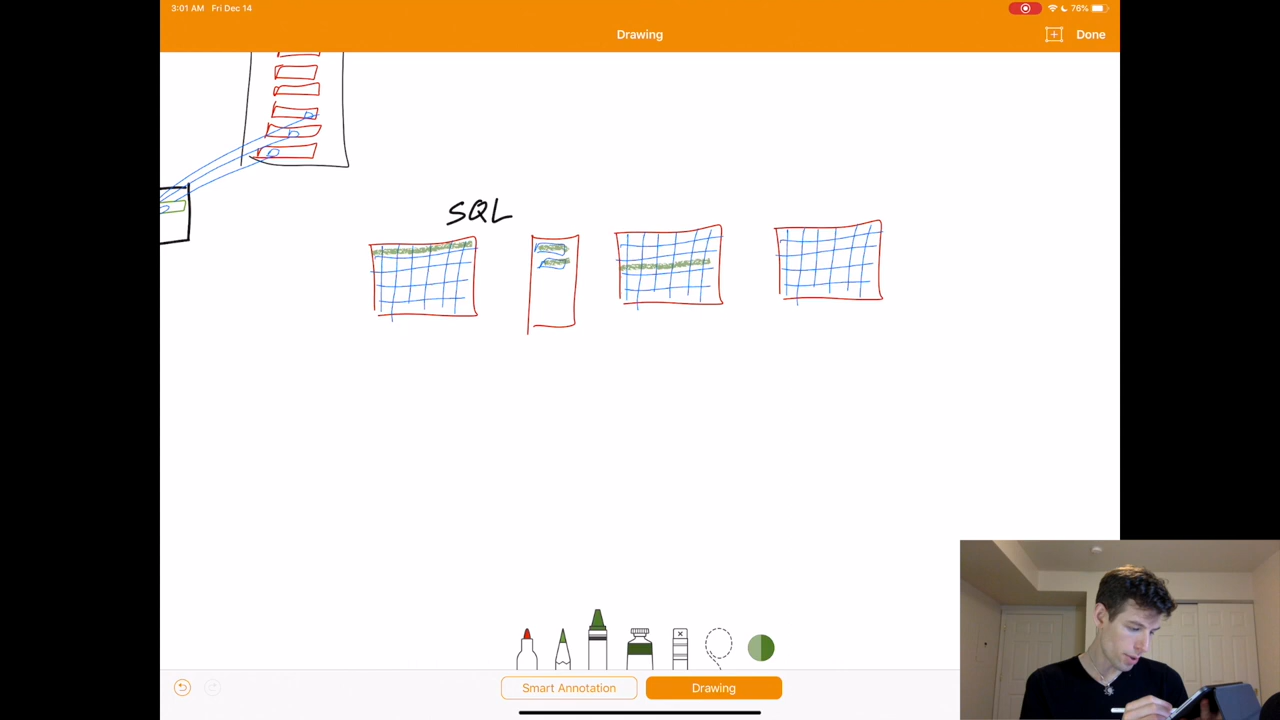 3:01 AM Fri Dec 14
76%
Drawing
Done
SQL
Smart Annotation
Drawing